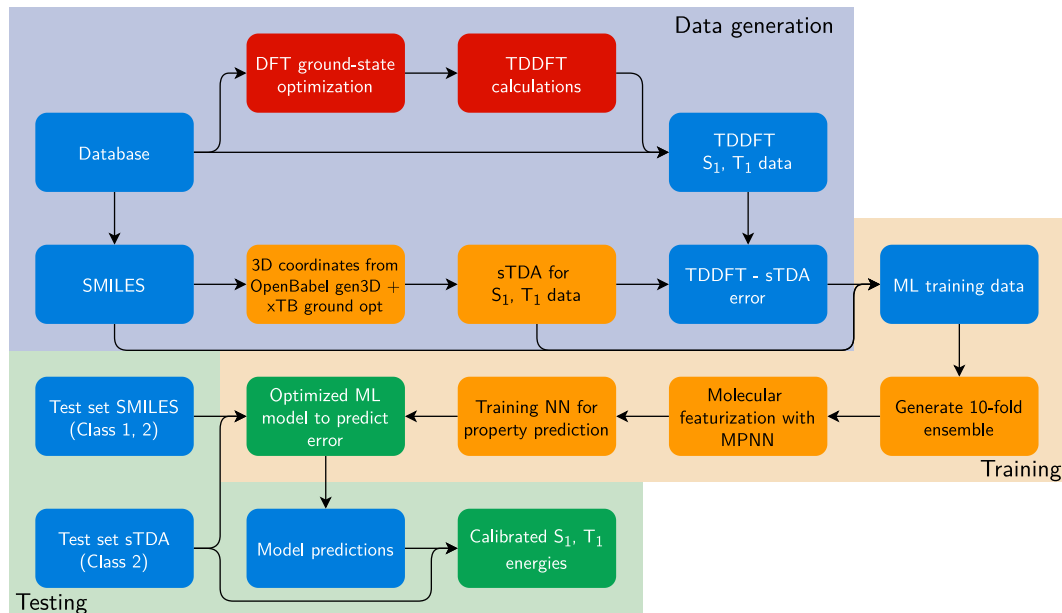 Data generation
DFT ground-state
optimization
TDDFT
calculations
Database
TDDFT
S₁, T₁ data
SMILES
3D coordinates from
OpenBabel gen3D +
xTB ground opt
sTDA for
S₁, T₁ data
TDDFT - sTDA
error
ML training data
Test set SMILES
(Class 1, 2)
Optimized ML
model to predict
error
Training NN for
property prediction
Molecular
featurization with
MPNN
Generate 10-fold
ensemble
Training
Test set sTDA
(Class 2)
Model predictions
Calibrated S₁, T₁
energies
Testing